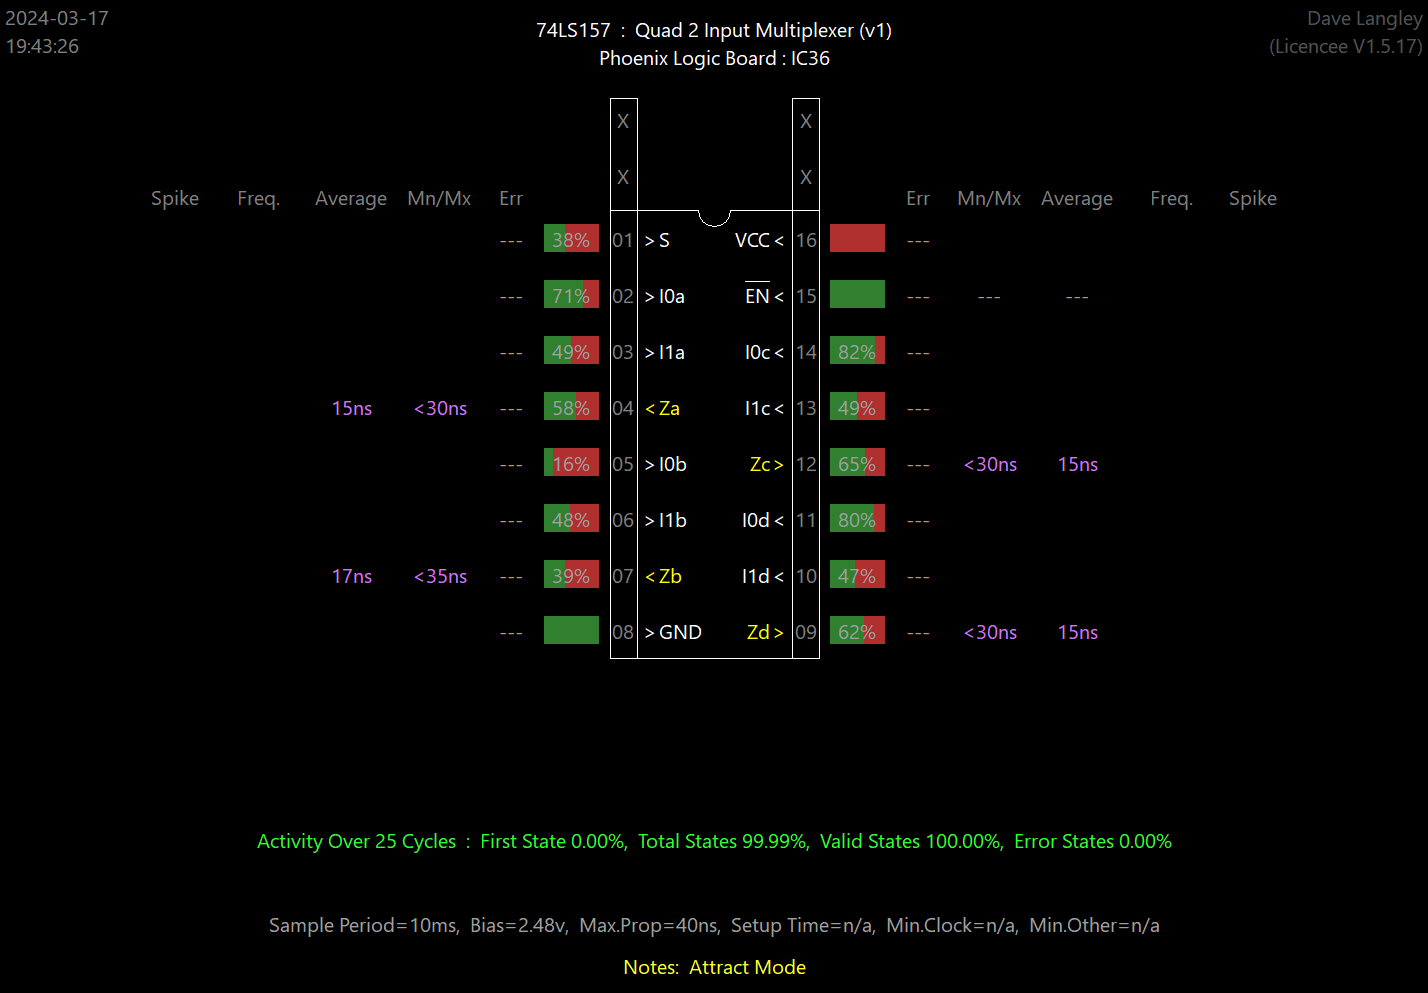 2024-03-17
19:43:26
74LS157 : Quad 2 Input Multiplexer (v1)
Phoenix Logic Board : IC36
Dave Langley
(Licencee V1.5.17)
X X
X X
Spike Freq. Average Mn/Mx Err Err Mn/Mx Average Freq. Spike
--- 38% 01 > S VCC < 16 ---
--- 71% 02 > I0a EN < 15 --- --- ---
--- 49% 03 > I1a I0c < 14 82% ---
15ns <30ns --- 58% 04 < Za I1c < 13 49% ---
--- 16% 05 > I0b Zc > 12 65% --- <30ns 15ns
--- 48% 06 > I1b I0d < 11 80% ---
17ns <35ns --- 39% 07 < Zb I1d < 10 47% ---
--- 08 > GND Zd > 09 62% --- <30ns 15ns
Activity Over 25 Cycles : First State 0.00%, Total States 99.99%, Valid States 100.00%, Error States 0.00%
Sample Period=10ms, Bias=2.48v, Max.Prop=40ns, Setup Time=n/a, Min.Clock=n/a, Min.Other=n/a
Notes: Attract Mode